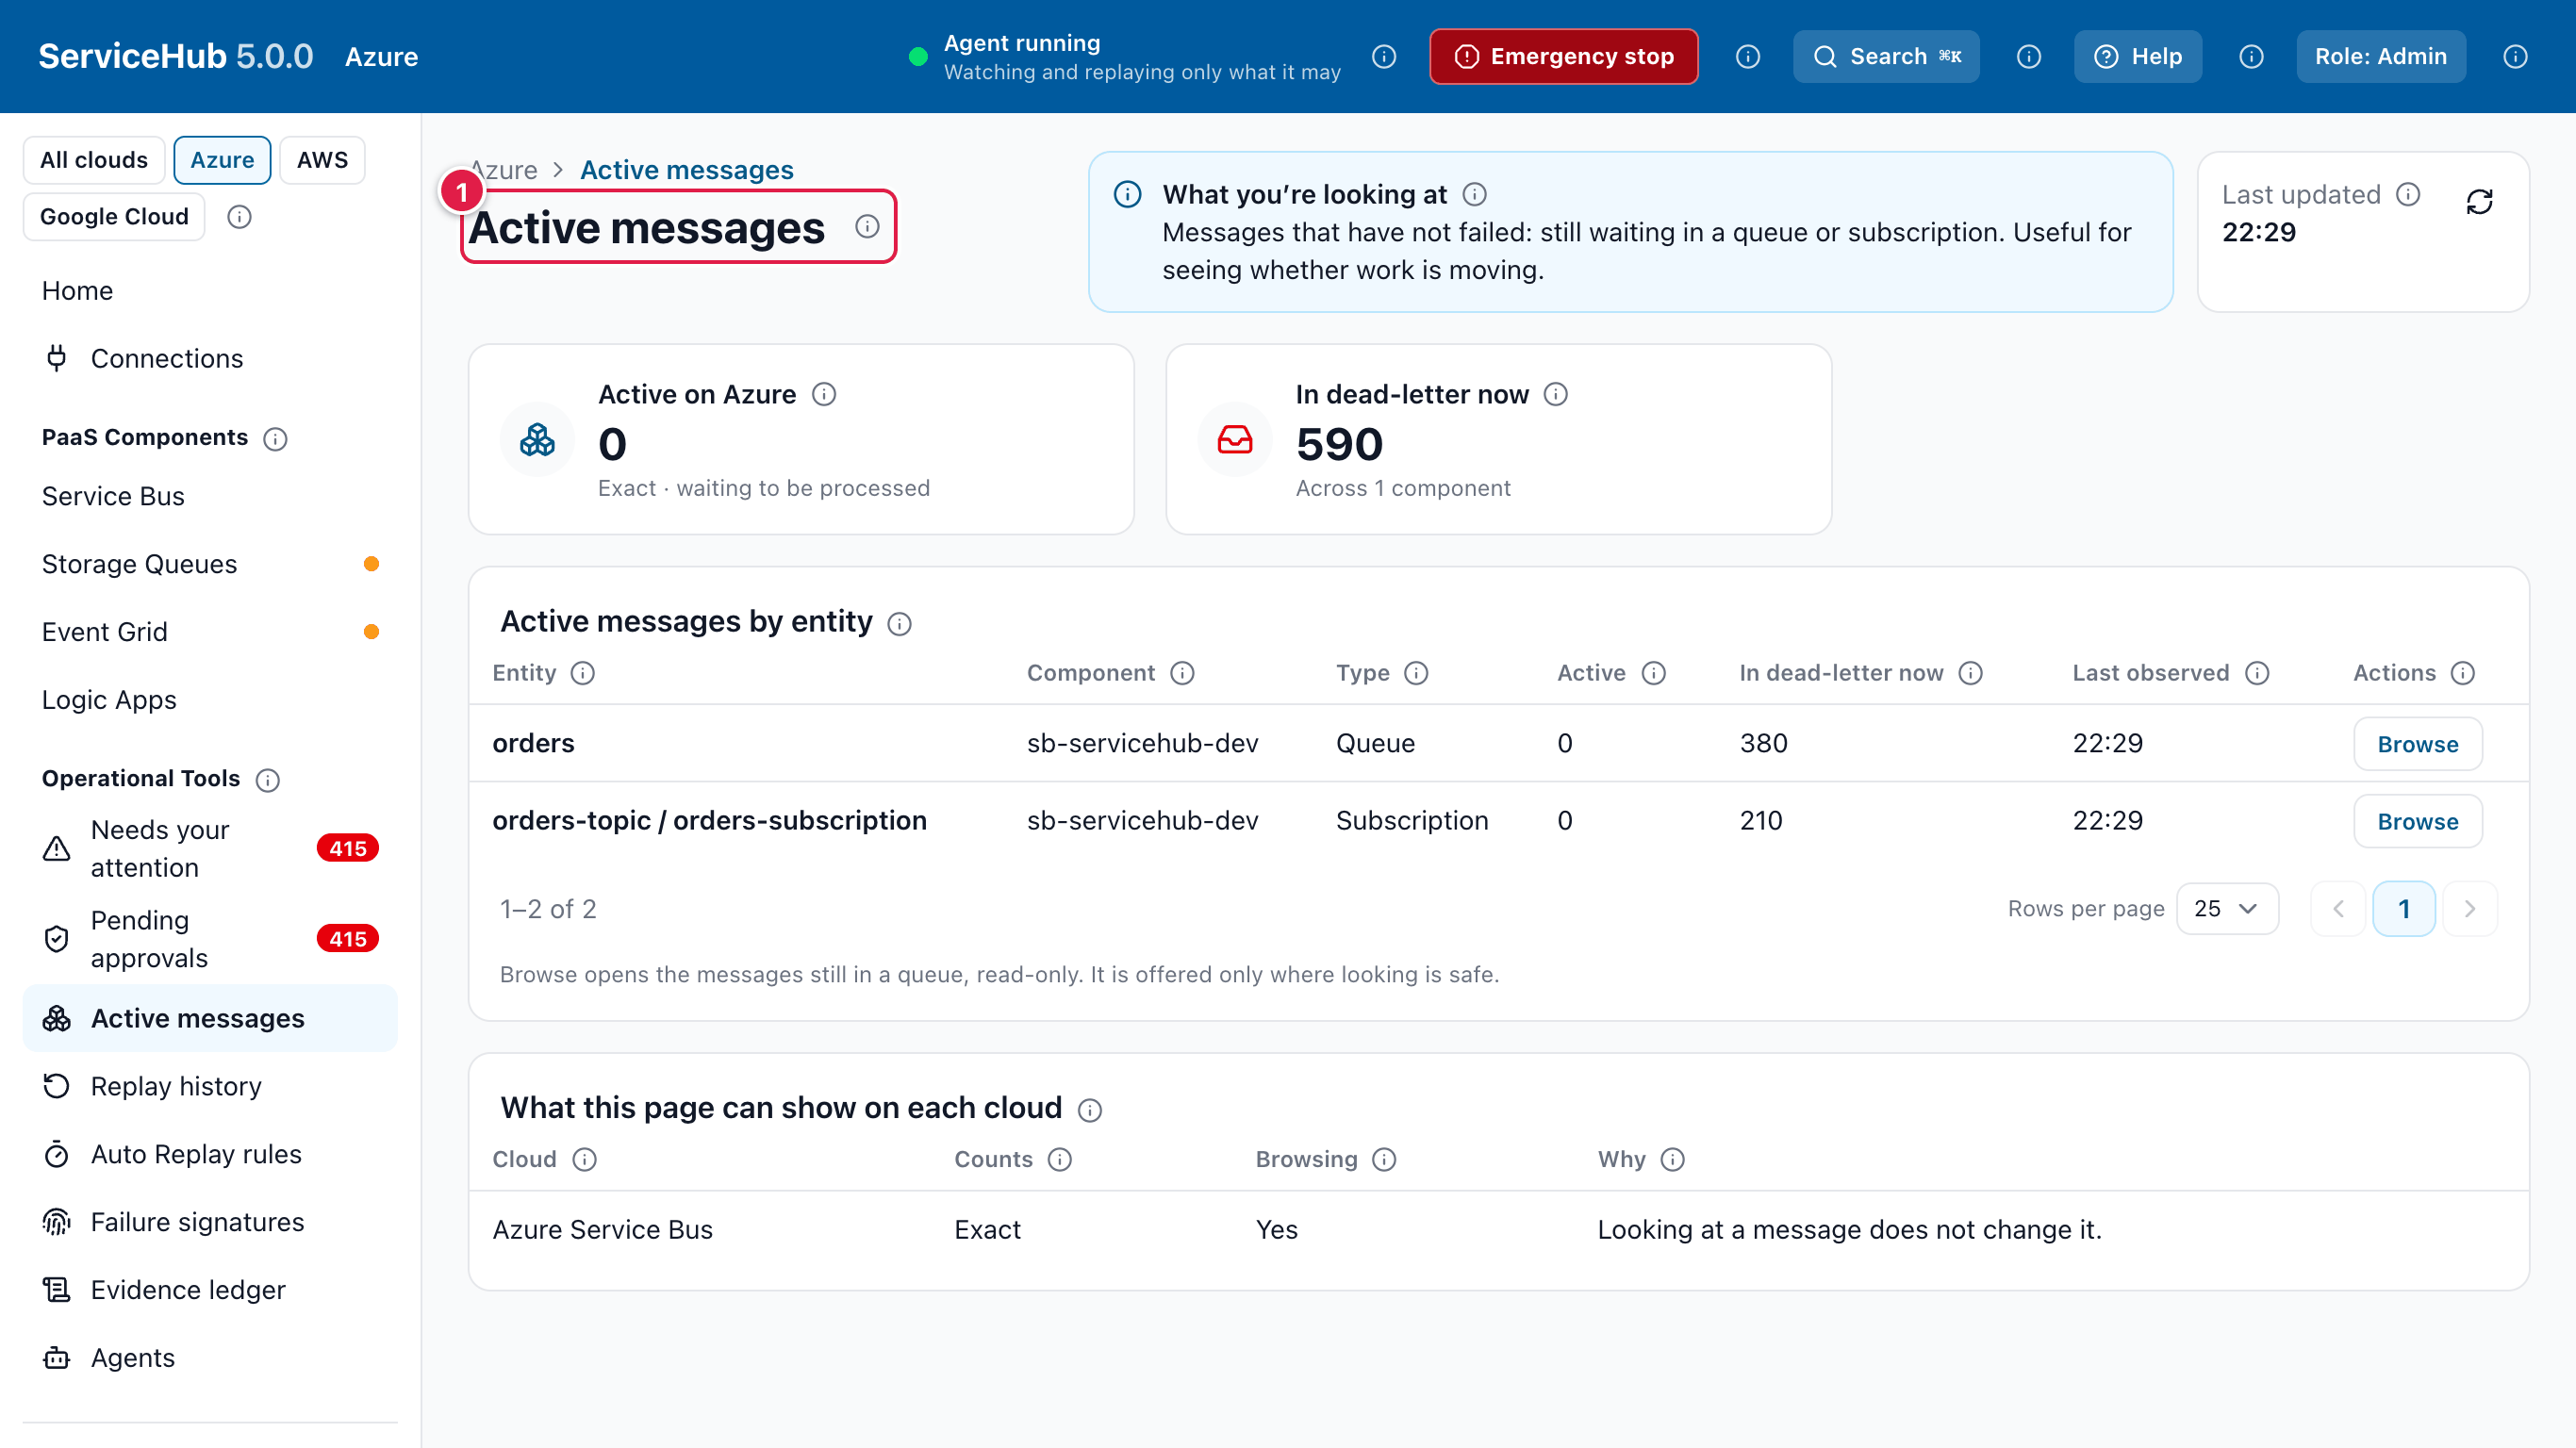 ServiceHub 5.0.0 Azure
Agent running
Watching and replaying only what it may
Emergency stop
Search ⌘K
Help
Role: Admin
All clouds
Azure
AWS
Google Cloud
Home
Connections
PaaS Components
Service Bus
Storage Queues
Event Grid
Logic Apps
Operational Tools
Needs your
attention
415
Pending
approvals
415
Active messages
Replay history
Auto Replay rules
Failure signatures
Evidence ledger
Agents
Azure > Active messages
1
Active messages
What you’re looking at
Messages that have not failed: still waiting in a queue or subscription. Useful for
seeing whether work is moving.
Last updated
22:29
Active on Azure
0
Exact · waiting to be processed
In dead-letter now
590
Across 1 component
Active messages by entity
Entity Component Type Active In dead-letter now Last observed Actions
orders sb-servicehub-dev Queue 0 380 22:29 Browse
orders-topic / orders-subscription sb-servicehub-dev Subscription 0 210 22:29 Browse
1–2 of 2
Rows per page 25
1
Browse opens the messages still in a queue, read-only. It is offered only where looking is safe.
What this page can show on each cloud
Cloud Counts Browsing Why
Azure Service Bus Exact Yes Looking at a message does not change it.